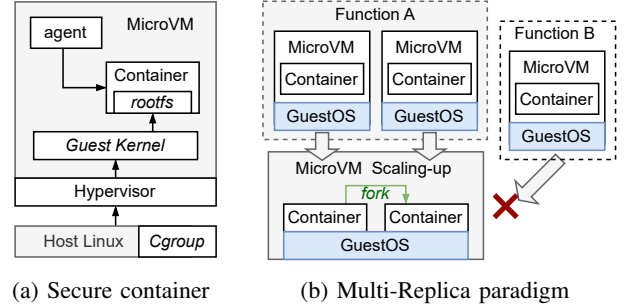 agent
MicroVM
Container
rootfs
Guest Kernel
Hypervisor
Host Linux
Cgroup
(a) Secure container
Function A
MicroVM
MicroVM
Container
Container
GuestOS
GuestOS
Function B
MicroVM
Container
GuestOS
MicroVM Scaling-up
fork
Container
Container
GuestOS
(b) Multi-Replica paradigm